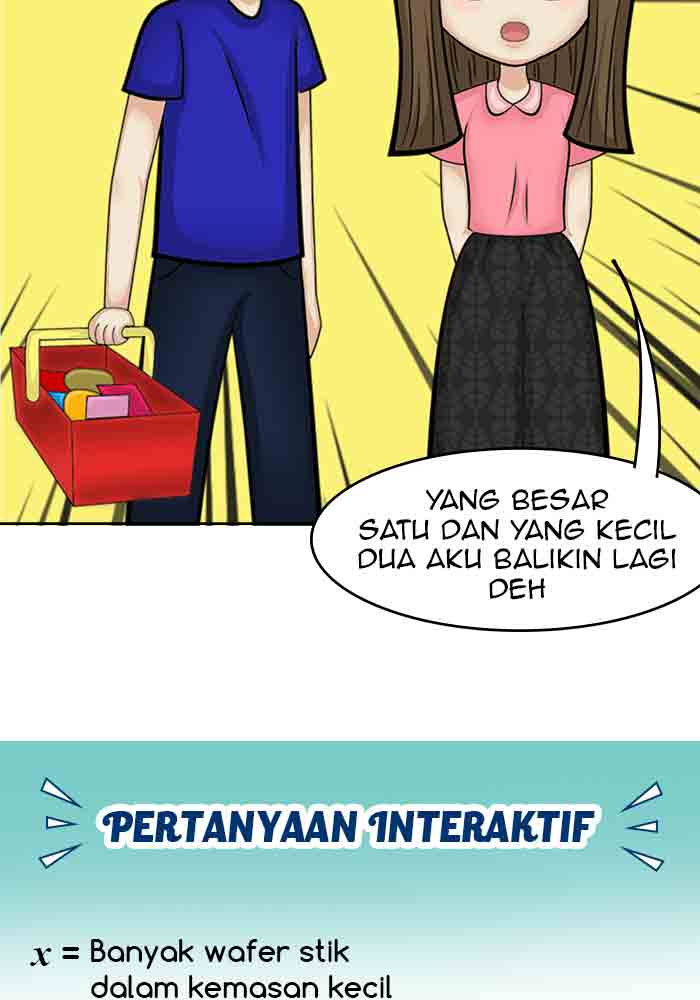 YANG BESAR
SATU DAN YANG KECIL
DUA AKU BALIKIN LAGI
DEH
PERTANYAAN INTERAKTIF
x = Banyak wafer stik
dalam kemasan kecil